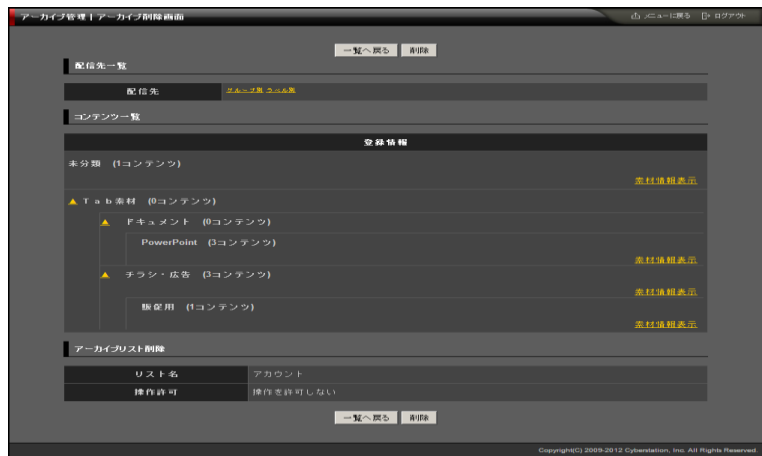 アーカイブ管理 | アーカイブ削除画面
メニューに戻る ログアウト
一覧へ戻る 削除
配信先一覧
配信先 グループ無 ラベル無
コンテンツ一覧
登録情報
未分類 (1コンテンツ)
素材情報表示
Tab素材 (0コンテンツ)
ドキュメント (0コンテンツ)
PowerPoint (3コンテンツ)
素材情報表示
チラシ・広告 (3コンテンツ)
素材情報表示
販促用 (1コンテンツ)
素材情報表示
アーカイブリスト削除
リスト名 アカウント
操作許可 操作を許可しない
一覧へ戻る 削除
Copyright(C) 2009-2012 Cyberstation, Inc. All Rights Reserved.